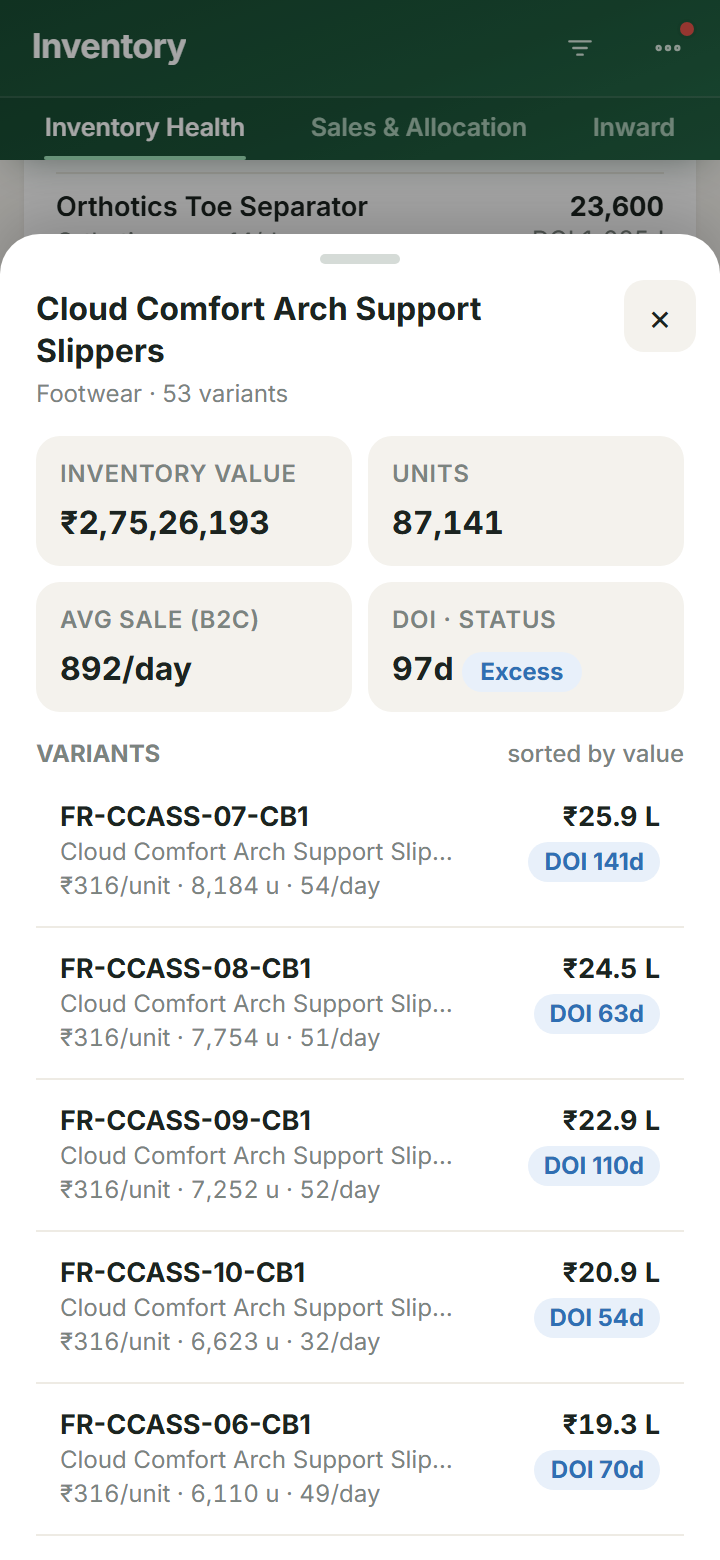 Inventory
Inventory Health
Sales & Allocation
Inward
Orthotics Toe Separator
23,600
Cloud Comfort Arch Support
Slippers
×
Footwear · 53 variants
INVENTORY VALUE
₹2,75,26,193
UNITS
87,141
AVG SALE (B2C)
892/day
DOI · STATUS
97d Excess
VARIANTS
sorted by value
FR-CCASS-07-CB1
₹25.9 L
Cloud Comfort Arch Support Slip...
DOI 141d
₹316/unit · 8,184 u · 54/day
FR-CCASS-08-CB1
₹24.5 L
Cloud Comfort Arch Support Slip...
DOI 63d
₹316/unit · 7,754 u · 51/day
FR-CCASS-09-CB1
₹22.9 L
Cloud Comfort Arch Support Slip...
DOI 110d
₹316/unit · 7,252 u · 52/day
FR-CCASS-10-CB1
₹20.9 L
Cloud Comfort Arch Support Slip...
DOI 54d
₹316/unit · 6,623 u · 32/day
FR-CCASS-06-CB1
₹19.3 L
Cloud Comfort Arch Support Slip...
DOI 70d
₹316/unit · 6,110 u · 49/day